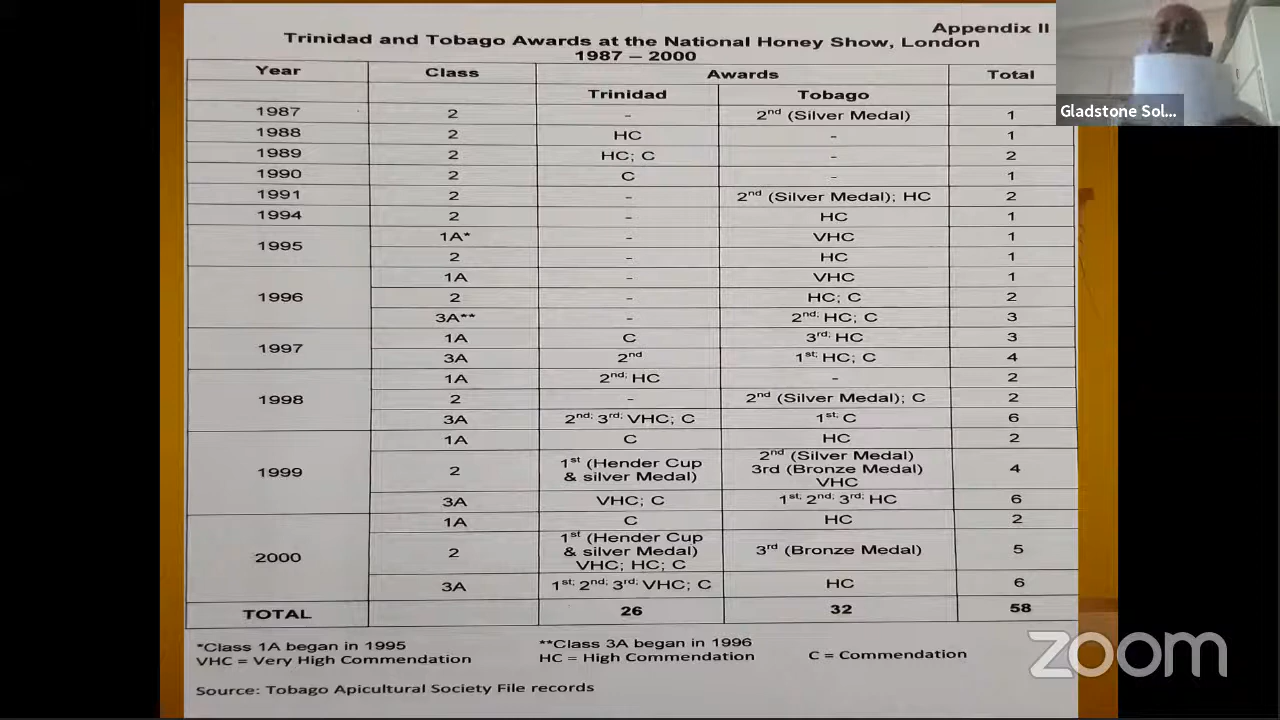 Appendix II
Trinidad and Tobago Awards at the National Honey Show, London
1987 – 2000
Year Class Awards Total
Trinidad Tobago
1987 2 - 2nd (Silver Medal) 1
1988 2 HC - 1
1989 2 HC; C - 2
1990 2 C - 1
1991 2 - 2nd (Silver Medal); HC 2
1994 2 - HC 1
1995 1A* - VHC 1
2 - HC 1
1996 1A - VHC 1
2 - HC; C 2
3A** - 2nd; HC; C 3
1997 1A C 3rd; HC 3
3A 2nd 1st; HC; C 4
1998 1A 2nd; HC - 2
2 - 2nd (Silver Medal); C 2
3A 2nd; 3rd; VHC; C 1st; C 6
1999 1A C HC 2
2 1st (Hender Cup & silver Medal) 2nd (Silver Medal) 3rd (Bronze Medal) VHC 4
3A VHC; C 1st; 2nd; 3rd; HC 6
2000 1A C HC 2
2 1st (Hender Cup & silver Medal) VHC; HC; C 3rd (Bronze Medal) 5
3A 1st; 2nd; 3rd; VHC; C HC 6
TOTAL 26 32 58
*Class 1A began in 1995 **Class 3A began in 1996
VHC = Very High Commendation HC = High Commendation C = Commendation
Source: Tobago Apicultural Society File records
Gladstone Sol...
zoom